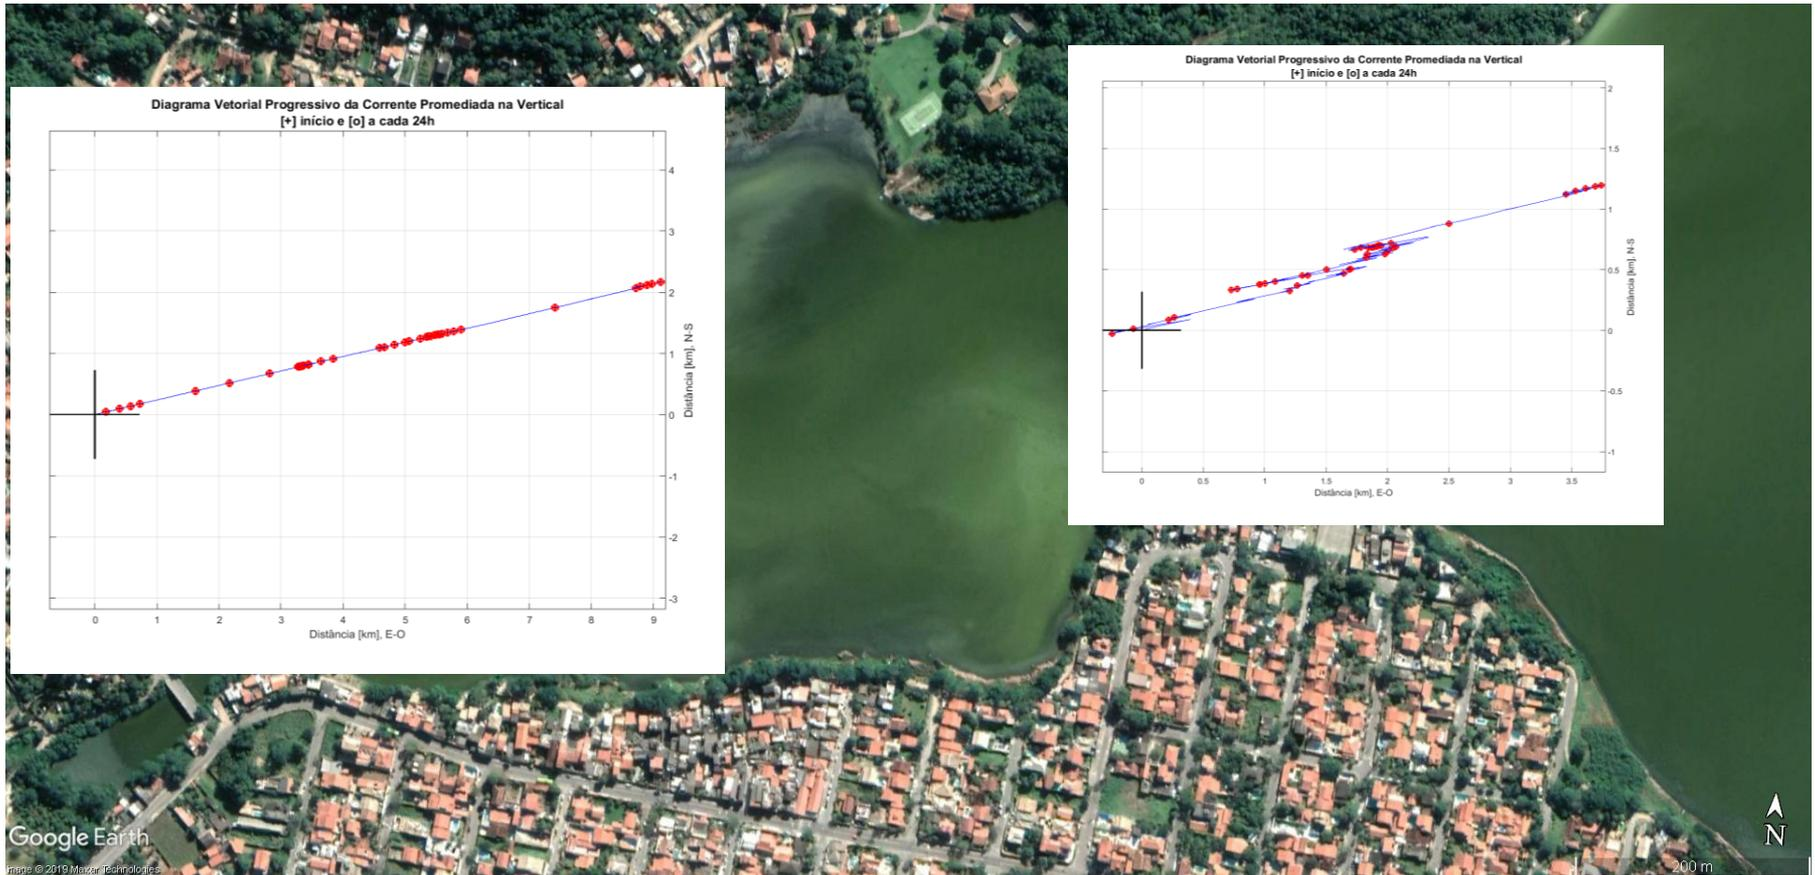 Diagrama Vetorial Progressivo da Corrente Promediada na Vertical
[+] início e [o] a cada 24h
4
3
2
1
0
-1
-2
-3
Distância [km], N-S
0 1 2 3 4 5 6 7 8 9
Distância [km], E-O
Diagrama Vetorial Progressivo da Corrente Promediada na Vertical
[+] início e [o] a cada 24h
2
1.5
1
0.5
0
-0.5
-1
Distância [km], N-S
0 0.5 1 1.5 2 2.5 3 3.5
Distância [km], E-O
Google Earth
Image © 2019 Maxar Technologies
N
200 m